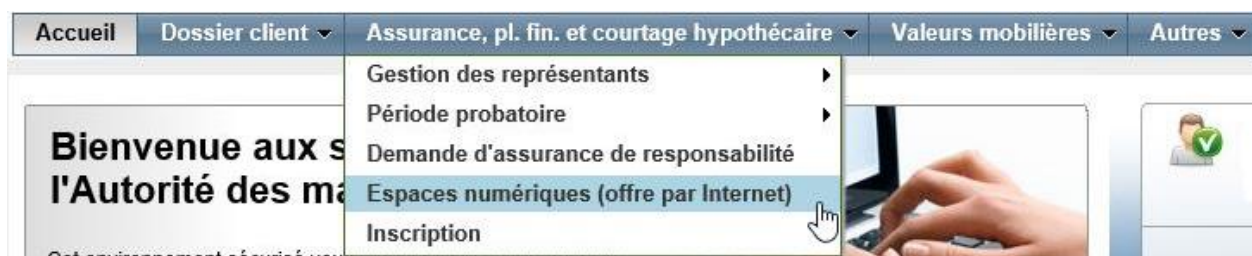 Accueil Dossier client Assurance, pl. fin. et courtage hypothécaire Valeurs mobilières Autres
Gestion des représentants
Période probatoire
Demande d'assurance de responsabilité
Espaces numériques (offre par Internet)
Inscription
Bienvenue aux s
l'Autorité des ma